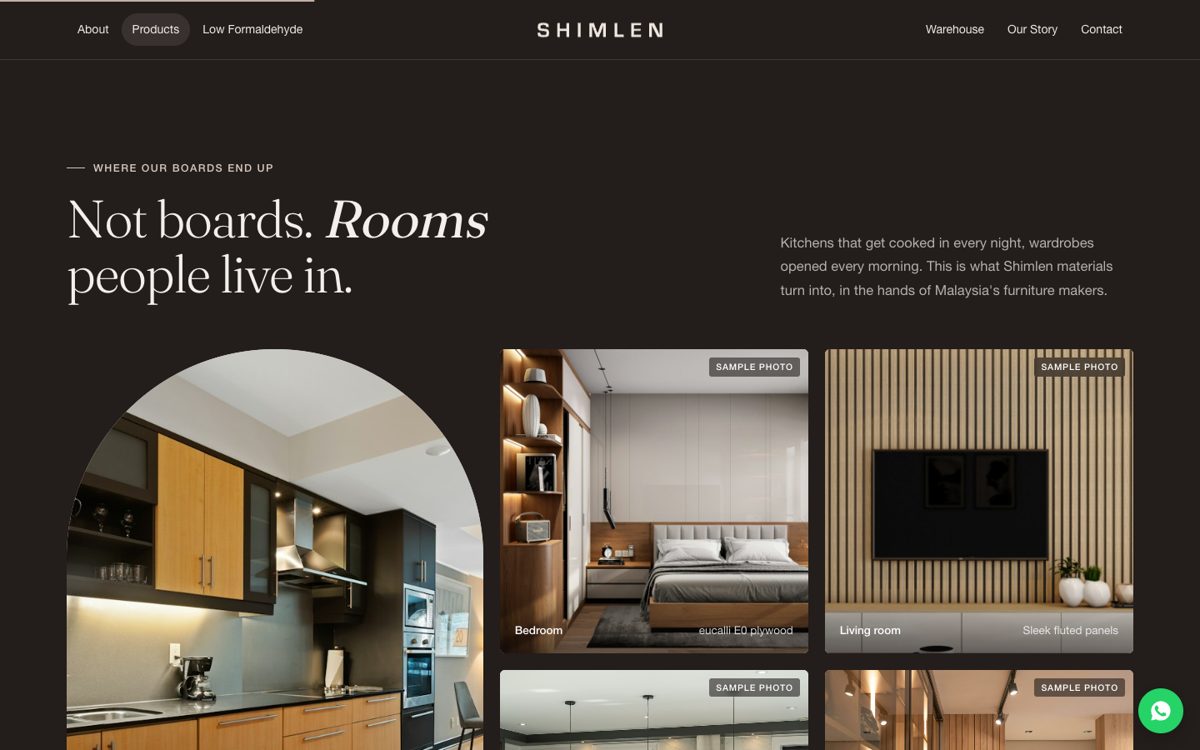 About
Products
Low Formaldehyde
SHIMLEN
Warehouse
Our Story
Contact
WHERE OUR BOARDS END UP
Not boards. Rooms
people live in.
Kitchens that get cooked in every night, wardrobes
opened every morning. This is what Shimlen materials
turn into, in the hands of Malaysia's furniture makers.
SAMPLE PHOTO
SAMPLE PHOTO
Bedroom
eucalli E0 plywood
Living room
Sleek fluted panels
SAMPLE PHOTO
SAMPLE PHOTO